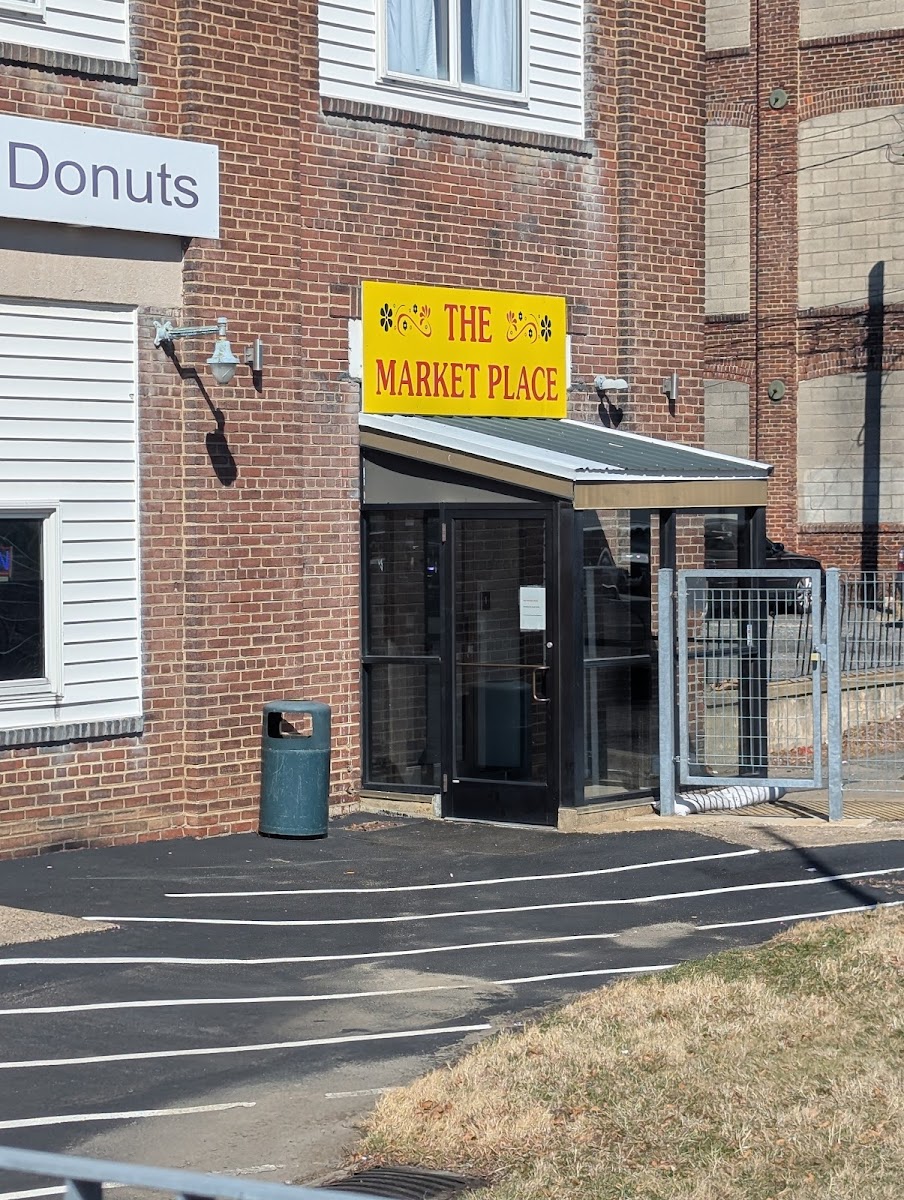 Donuts
THE
MARKET PLACE